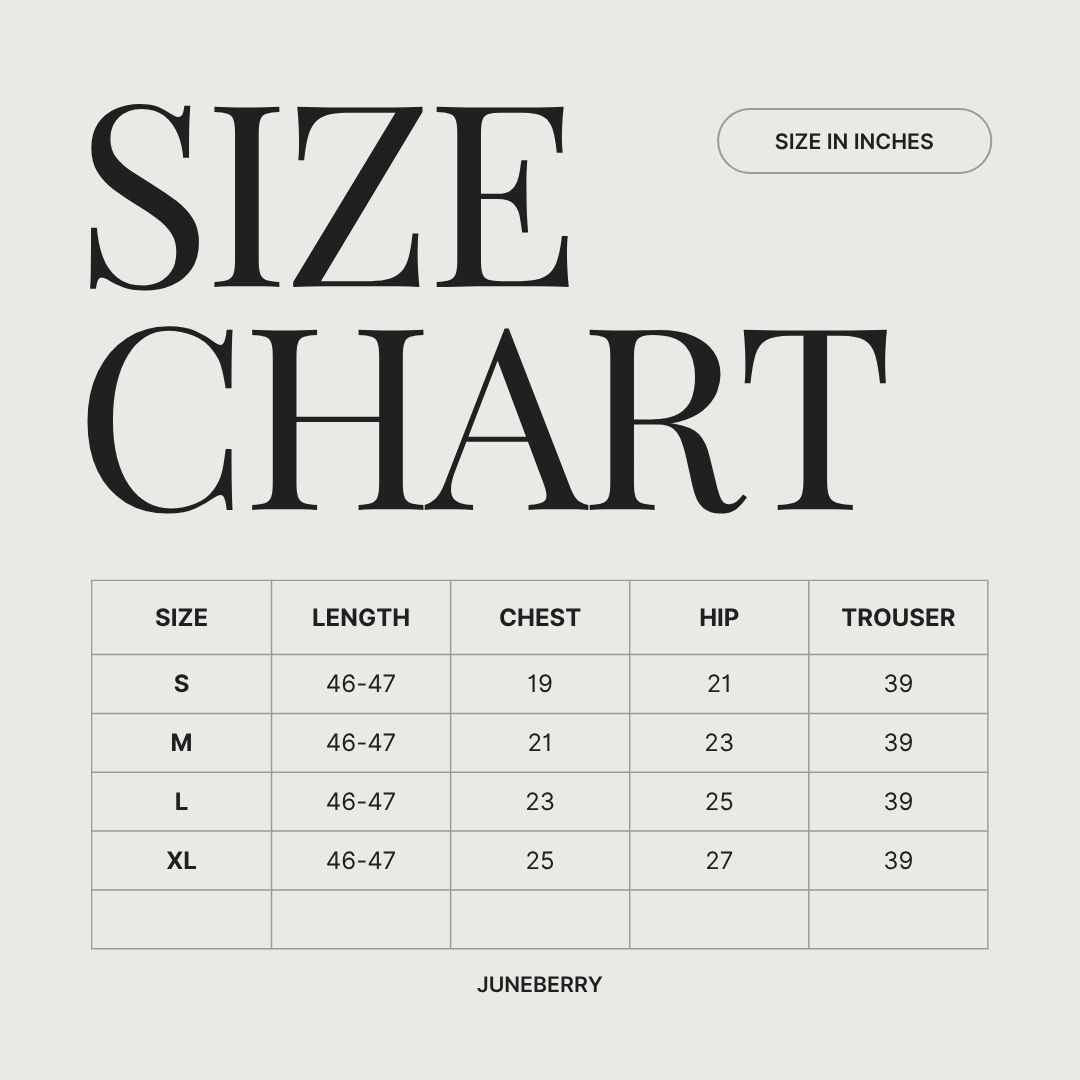 SIZE
SIZE IN INCHES
CHART
SIZE LENGTH CHEST HIP TROUSER
S 46-47 19 21 39
M 46-47 21 23 39
L 46-47 23 25 39
XL 46-47 25 27 39
JUNEBERRY